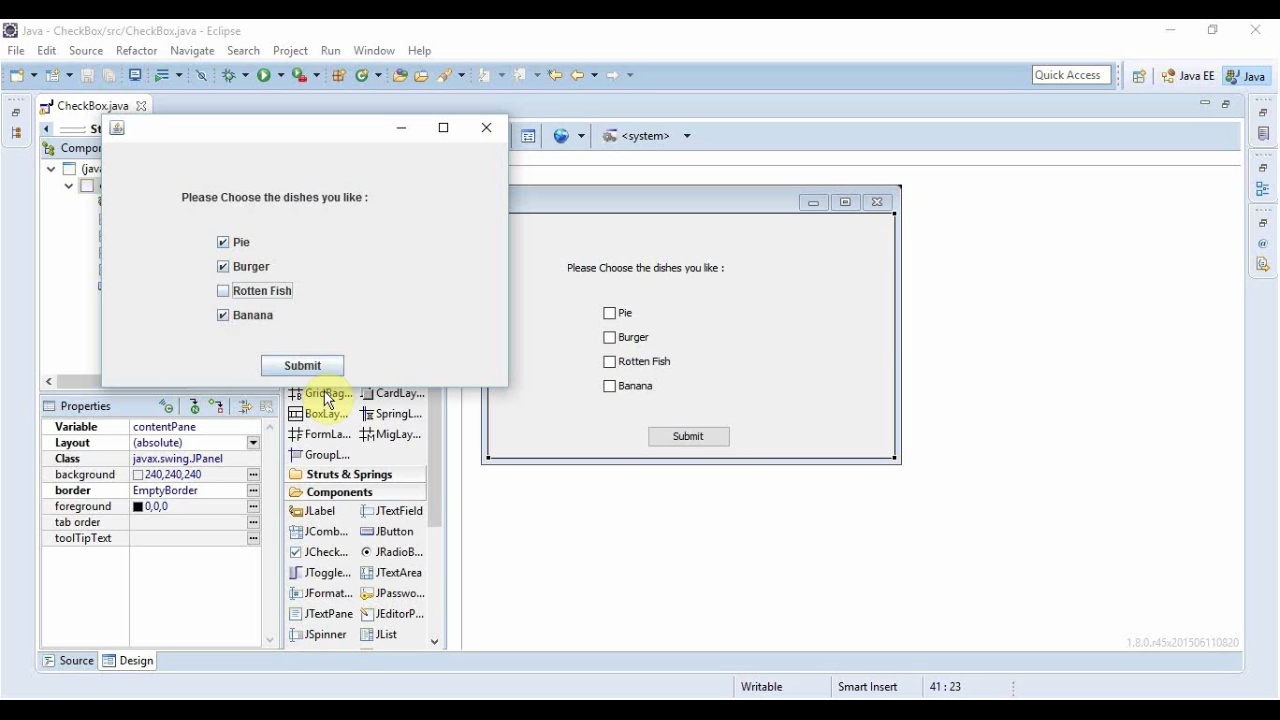 Java - CheckBox/src/CheckBox.java - Eclipse
File Edit Source Refactor Navigate Search Project Run Window Help
Quick Access Java EE Java
CheckBox.java
St
<system>
Compo
(java
Please Choose the dishes you like :
Pie
Burger
Rotten Fish
Banana
Submit
Please Choose the dishes you like :
Pie
Burger
Rotten Fish
Banana
Submit
Properties
Variable contentPane
Layout (absolute)
Class javax.swing.JPanel
background 240,240,240
border EmptyBorder
foreground 0,0,0
tab order
toolTipText
GridBag... CardLay...
BoxLay... SpringL...
FormLa... MigLay...
GroupL...
Struts & Springs
Components
JLabel JTextField
JComb... JButton
JCheck... JRadioB...
JToggle... JTextArea
JFormat... JPasswo...
JTextPane JEditorP...
JSpinner JList
1.8.0.r45x201506110820
Source Design
Writable Smart Insert 41 : 23